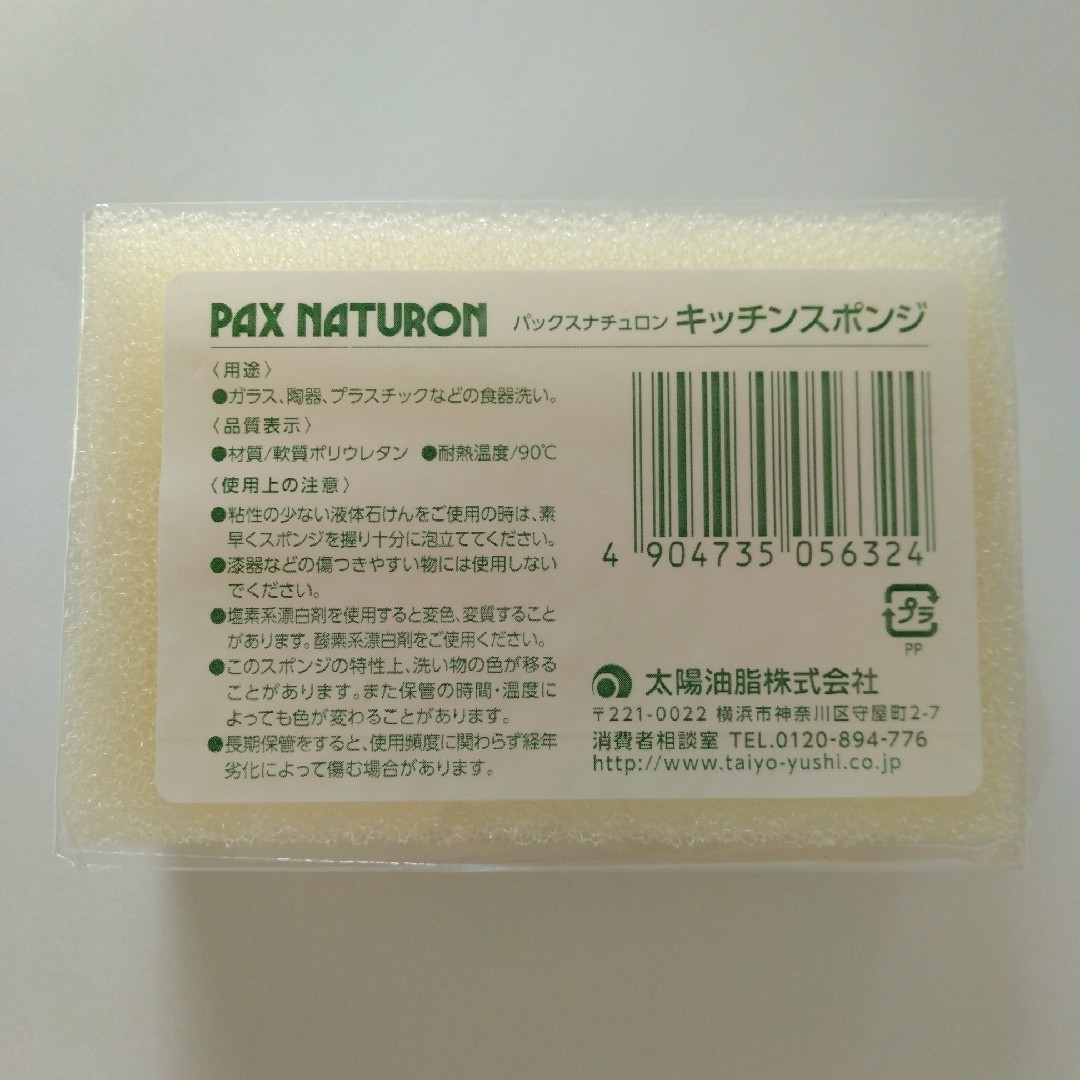 PAX NATURON パックスナチュロン キッチンスポンジ
〈用途〉
●ガラス、陶器、プラスチックなどの食器洗い。
〈品質表示〉
●材質/軟質ポリウレタン ●耐熱温度/90℃
〈使用上の注意〉
●粘性の少ない液体石けんをご使用の時は、素
早くスポンジを握り十分に泡立ててください。
●漆器などの傷つきやすい物には使用しない
でください。
●塩素系漂白剤を使用すると変色、変質すること
があります。酸素系漂白剤をご使用ください。
●このスポンジの特性上、洗い物の色が移る
ことがあります。また保管の時間・温度に
よっても色が変わることがあります。
●長期保管をすると、使用頻度に関わらず経年
劣化によって傷む場合があります。
4 904735 056324
プラ
PP
太陽油脂株式会社
〒221-0022 横浜市神奈川区守屋町2-7
消費者相談室 TEL.0120-894-776
http://www.taiyo-yushi.co.jp